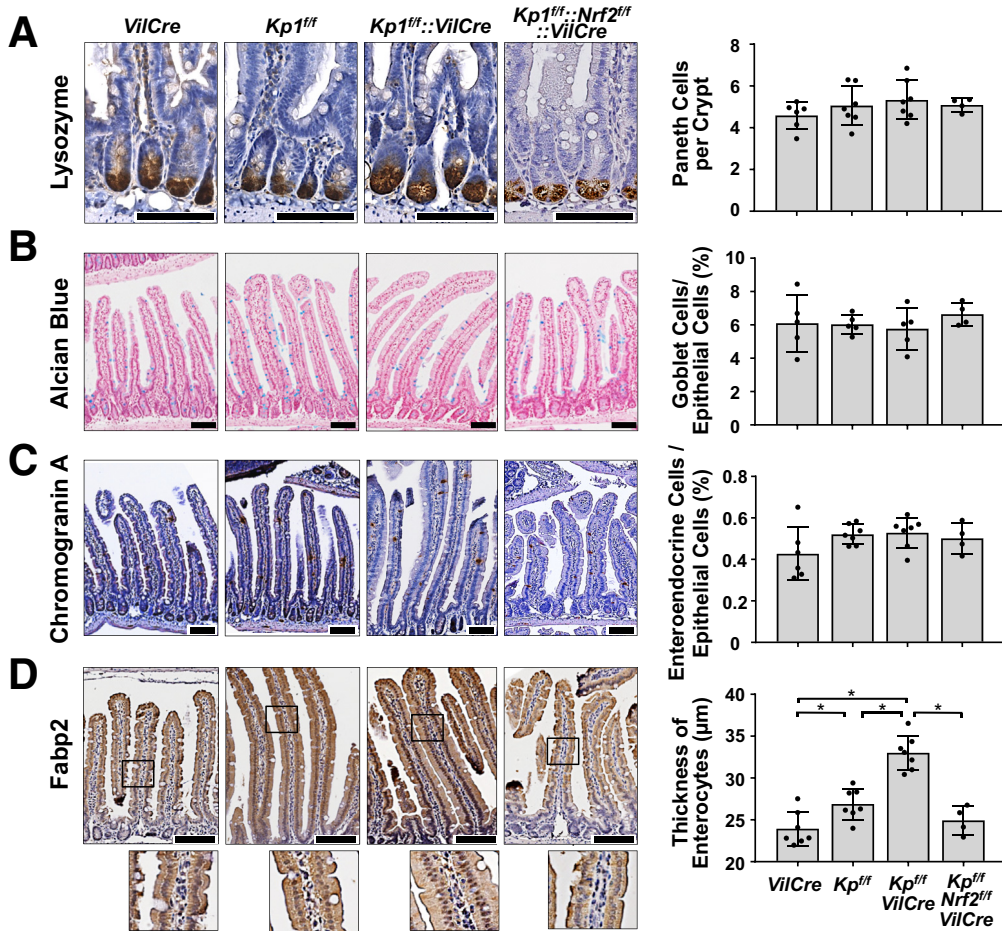 A
VilCre
Kp1f/f
Kp1f/f::VilCre
Kp1f/f::Nrf2f/f
::VilCre
Lysozyme
Paneth Cells
per Crypt
8
6
4
2
0
B
Alcian Blue
Goblet Cells/
Epithelial Cells (%)
10
8
6
4
2
0
C
Chromogranin A
Enteroendocrine Cells /
Epithelial Cells (%)
0.8
0.6
0.4
0.2
0
D
Fabp2
Thickness of
Enterocytes (μm)
40
35
30
25
20
*
* * *
VilCre
Kpf/f
Kpf/f
VilCre
Kpf/f
Nrf2f/f
VilCre